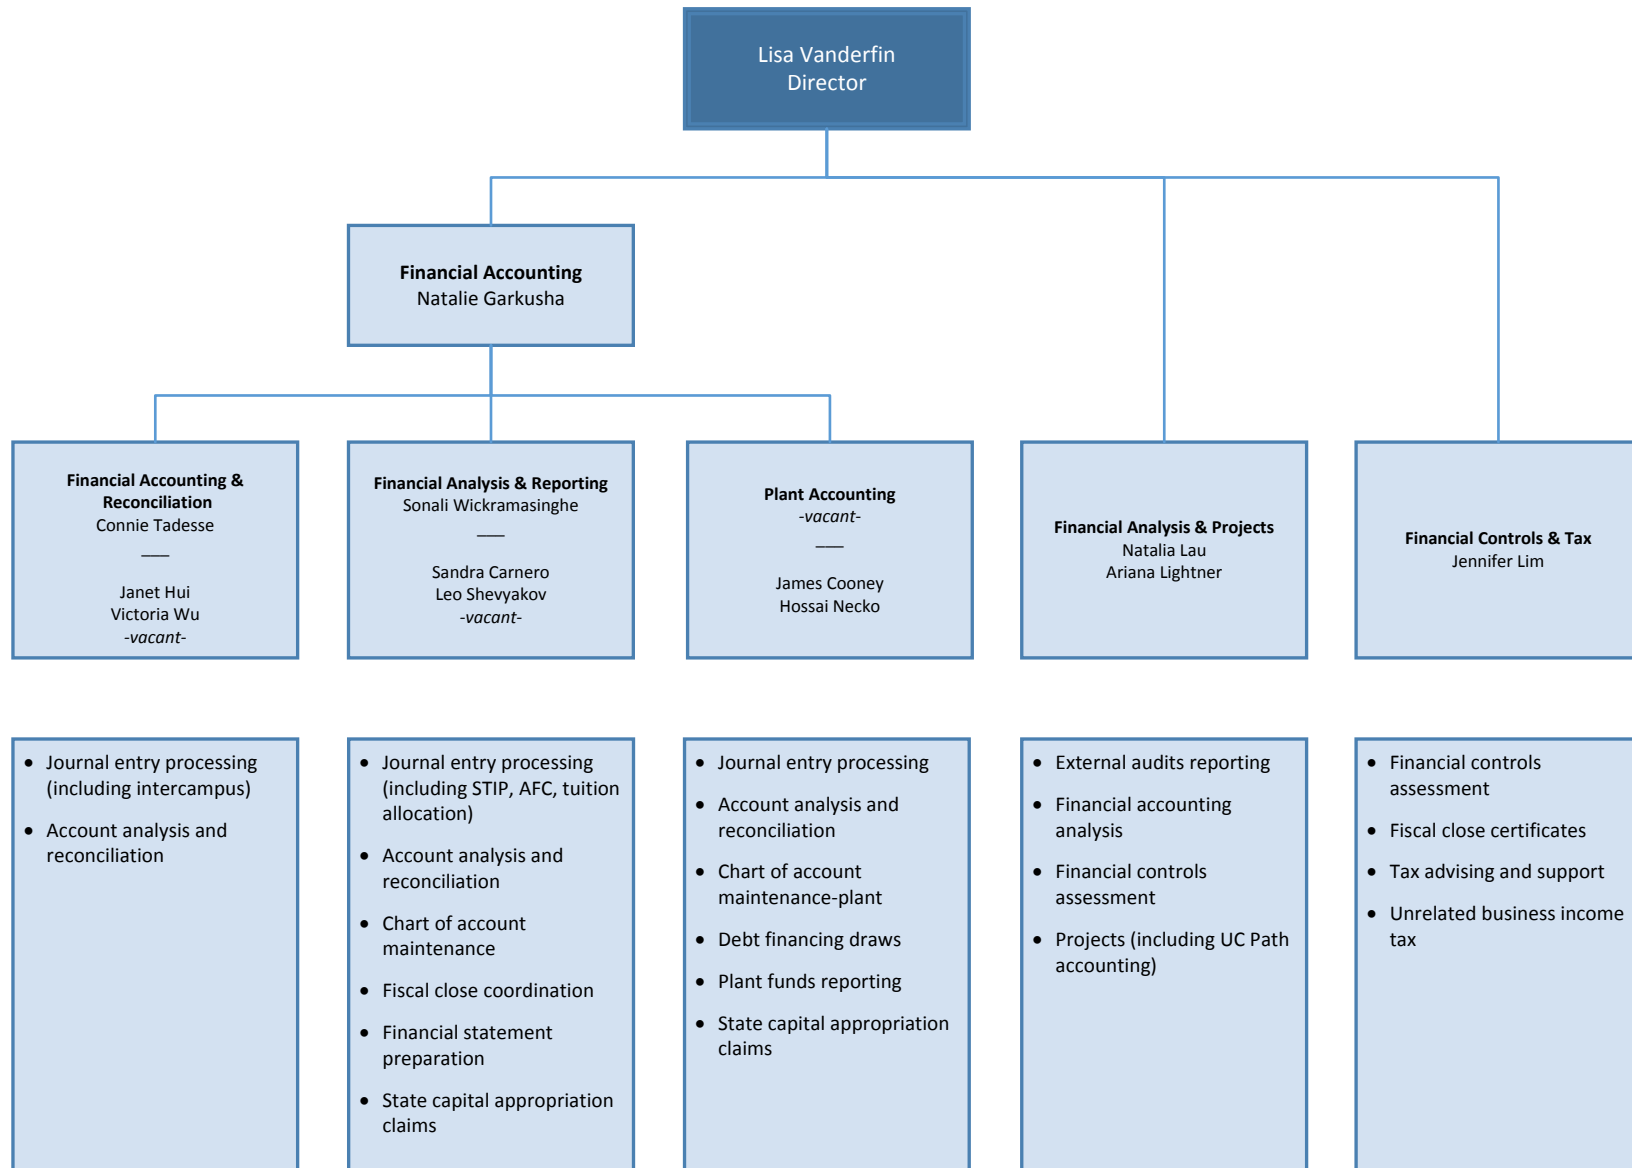 Lisa Vanderfin
Director
Financial Accounting
Natalie Garkusha
Financial Accounting &
Reconciliation
Connie Tadesse
___
Janet Hui
Victoria Wu
-vacant-
Financial Analysis & Reporting
Sonali Wickramasinghe
___
Sandra Carnero
Leo Shevyakov
-vacant-
Plant Accounting
-vacant-
___
James Cooney
Hossai Necko
Financial Analysis & Projects
Natalia Lau
Ariana Lightner
Financial Controls & Tax
Jennifer Lim
• Journal entry processing
(including intercampus)
• Account analysis and
reconciliation
• Journal entry processing
(including STIP, AFC, tuition
allocation)
• Account analysis and
reconciliation
• Chart of account
maintenance
• Fiscal close coordination
• Financial statement
preparation
• State capital appropriation
claims
• Journal entry processing
• Account analysis and
reconciliation
• Chart of account
maintenance-plant
• Debt financing draws
• Plant funds reporting
• State capital appropriation
claims
• External audits reporting
• Financial accounting
analysis
• Financial controls
assessment
• Projects (including UC Path
accounting)
• Financial controls
assessment
• Fiscal close certificates
• Tax advising and support
• Unrelated business income
tax